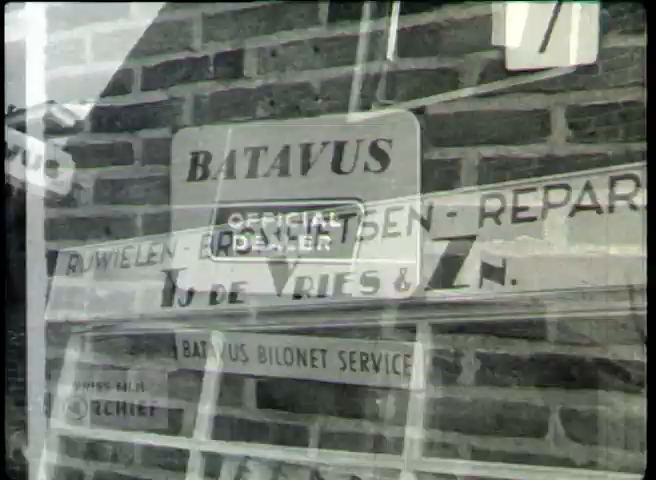 BATAVUS
OFFICIAL
DEALER
RIJWIELEN - BROMFIETSEN - REPAR
IJ DE VRIES & ZN.
BATAVUS BILONET SERVICE